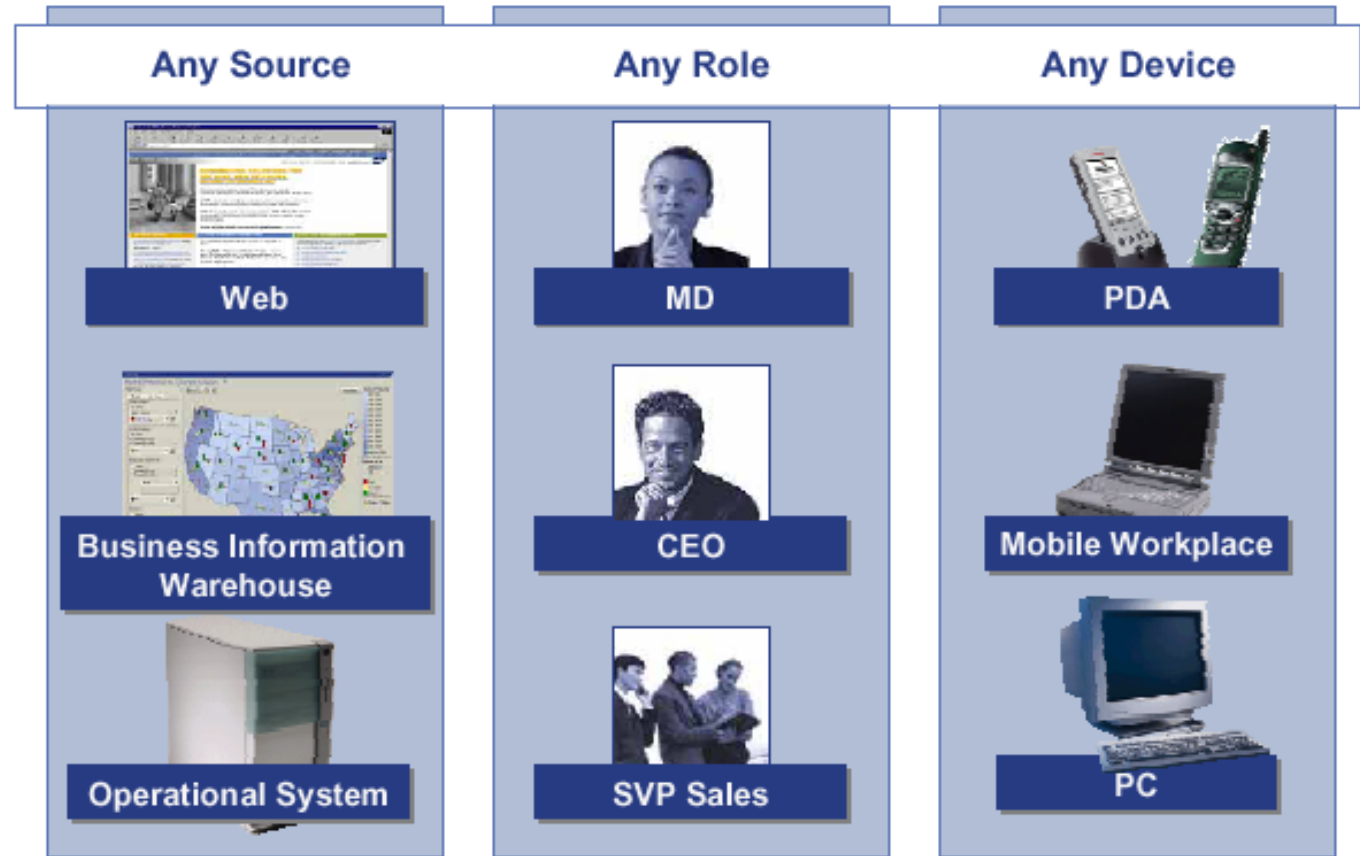 Any Source
Any Role
Any Device
Web
MD
PDA
Business Information
Warehouse
CEO
Mobile Workplace
Operational System
SVP Sales
PC